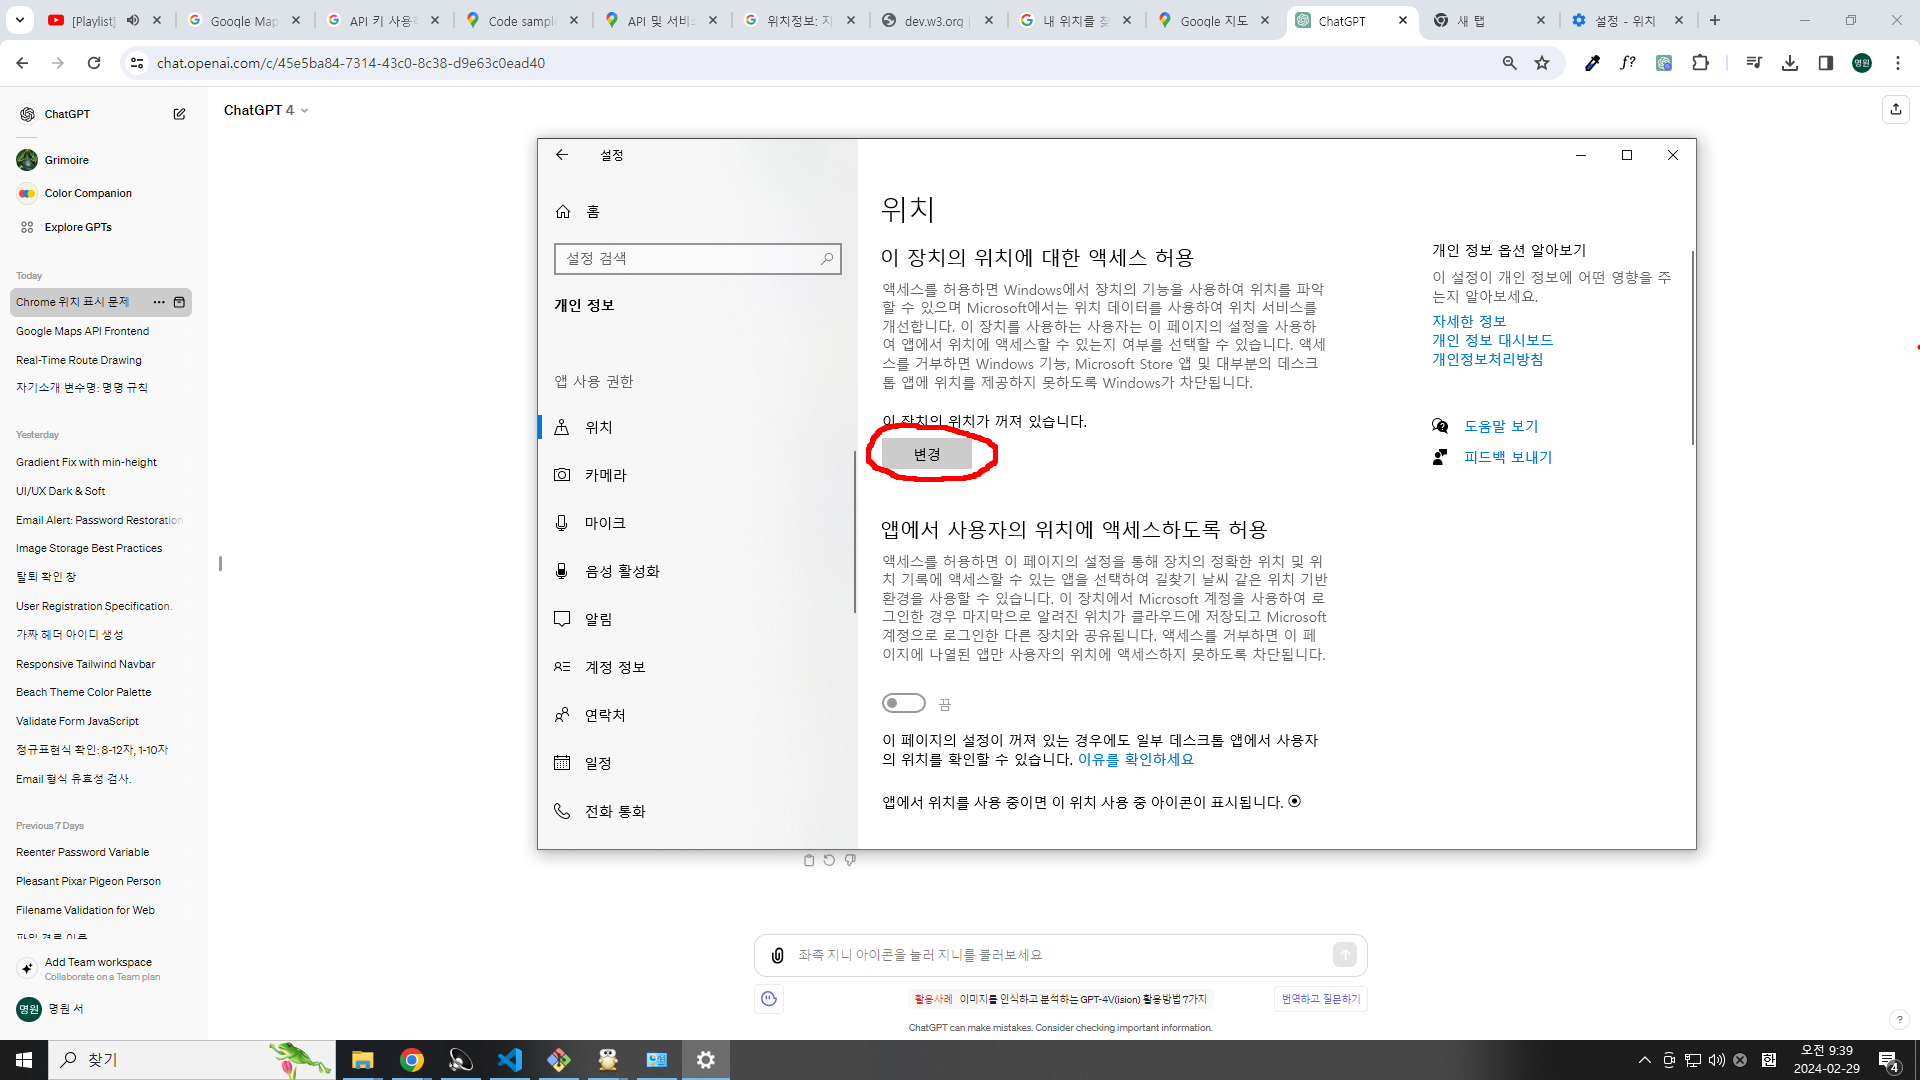 [Playlist]
Google Map
API 키 사용
Code sampl
API 및 서비스
위치정보: 지
dev.w3.org
내 위치를 찾
Google 지도
ChatGPT
새 탭
설정 - 위치
chat.openai.com/c/45e5ba84-7314-43c0-8c38-d9e63c0ead40
f?
명원
ChatGPT
ChatGPT 4
Grimoire
Color Companion
Explore GPTs
Today
Chrome 위치 표시 문제
Google Maps API Frontend
Real-Time Route Drawing
자기소개 변수명: 명명 규칙
Yesterday
Gradient Fix with min-height
UI/UX Dark & Soft
Email Alert: Password Restoration
Image Storage Best Practices
탈퇴 확인 창
User Registration Specification.
가짜 헤더 아이디 생성
Responsive Tailwind Navbar
Beach Theme Color Palette
Validate Form JavaScript
정규표현식 확인: 8-12자, 1-10자
Email 형식 유효성 검사.
Previous 7 Days
Reenter Password Variable
Pleasant Pixar Pigeon Person
Filename Validation for Web
파일 경로 이름
Add Team workspace
Collaborate on a Team plan
명원
명원 서
설정
홈
설정 검색
개인 정보
앱 사용 권한
위치
카메라
마이크
음성 활성화
알림
계정 정보
연락처
일정
전화 통화
위치
이 장치의 위치에 대한 액세스 허용
액세스를 허용하면 Windows에서 장치의 기능을 사용하여 위치를 파악
할 수 있으며 Microsoft에서는 위치 데이터를 사용하여 위치 서비스를
개선합니다. 이 장치를 사용하는 사용자는 이 페이지의 설정을 사용하
여 앱에서 위치에 액세스할 수 있는지 여부를 선택할 수 있습니다. 액세
스를 거부하면 Windows 기능, Microsoft Store 앱 및 대부분의 데스크
톱 앱에 위치를 제공하지 못하도록 Windows가 차단됩니다.
이 장치의 위치가 꺼져 있습니다.
변경
앱에서 사용자의 위치에 액세스하도록 허용
액세스를 허용하면 이 페이지의 설정을 통해 장치의 정확한 위치 및 위
치 기록에 액세스할 수 있는 앱을 선택하여 길찾기 날씨 같은 위치 기반
환경을 사용할 수 있습니다. 이 장치에서 Microsoft 계정을 사용하여 로
그인한 경우 마지막으로 알려진 위치가 클라우드에 저장되고 Microsoft
계정으로 로그인한 다른 장치와 공유됩니다. 액세스를 거부하면 이 페
이지에 나열된 앱만 사용자의 위치에 액세스하지 못하도록 차단됩니다.
끔
이 페이지의 설정이 꺼져 있는 경우에도 일부 데스크톱 앱에서 사용자
의 위치를 확인할 수 있습니다. 이유를 확인하세요
앱에서 위치를 사용 중이면 이 위치 사용 중 아이콘이 표시됩니다.
개인 정보 옵션 알아보기
이 설정이 개인 정보에 어떤 영향을 주
는지 알아보세요.
자세한 정보
개인 정보 대시보드
개인정보처리방침
도움말 보기
피드백 보내기
좌측 지니 아이콘을 눌러 지니를 불러보세요
활용사례 이미지를 인식하고 분석하는 GPT-4V(ision) 활용방법 7가지
번역하고 질문하기
ChatGPT can make mistakes. Consider checking important information.
?
찾기
한
오전 9:39
2024-02-29
4